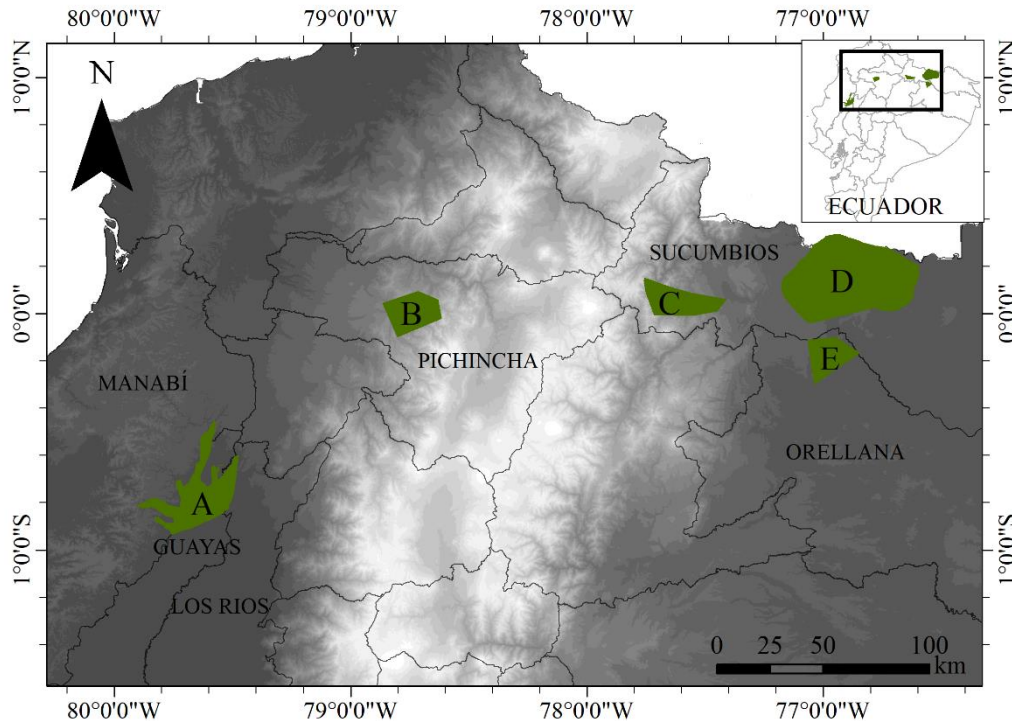 80°0'0"W 79°0'0"W 78°0'0"W 77°0'0"W
1°0'0"N
N
1°0'0"N
ECUADOR
SUCUMBIOS
D
C
B
0°0'0"
0°0'0"
E
PICHINCHA
MANABÍ
ORELLANA
A
GUAYAS
1°0'0"S
1°0'0"S
LOS RIOS
0 25 50 100
km
80°0'0"W 79°0'0"W 78°0'0"W 77°0'0"W